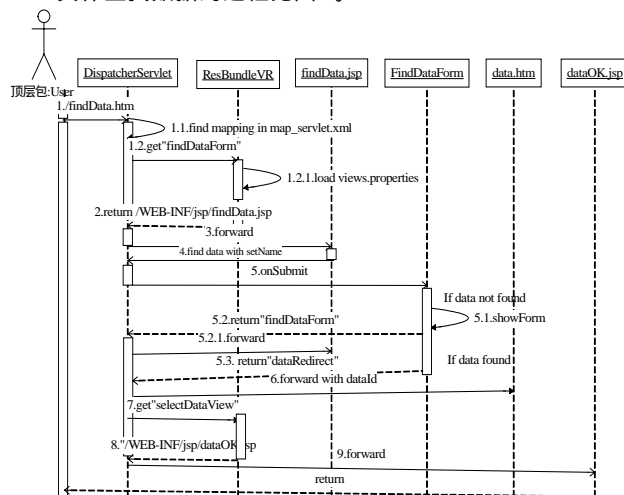 DispatcherServlet
ResBundleVR
findData.jsp
FindDataForm
data.htm
dataOK.jsp
顶层包:User
1./findData.htm
1.1.find mapping in map_servlet.xml
1.2.get"findDataForm"
1.2.1.load views.properties
2.return /WEB-INF/jsp/findData.jsp
3.forward
4.find data with setName
5.onSubmit
If data not found
5.1.showForm
5.2.return"findDataForm"
5.2.1.forward
5.3. return"dataRedirect"
If data found
6.forward with dataId
7.get"selectDataView"
8."/WEB-INF/jsp/dataOK.jsp
9.forward
return